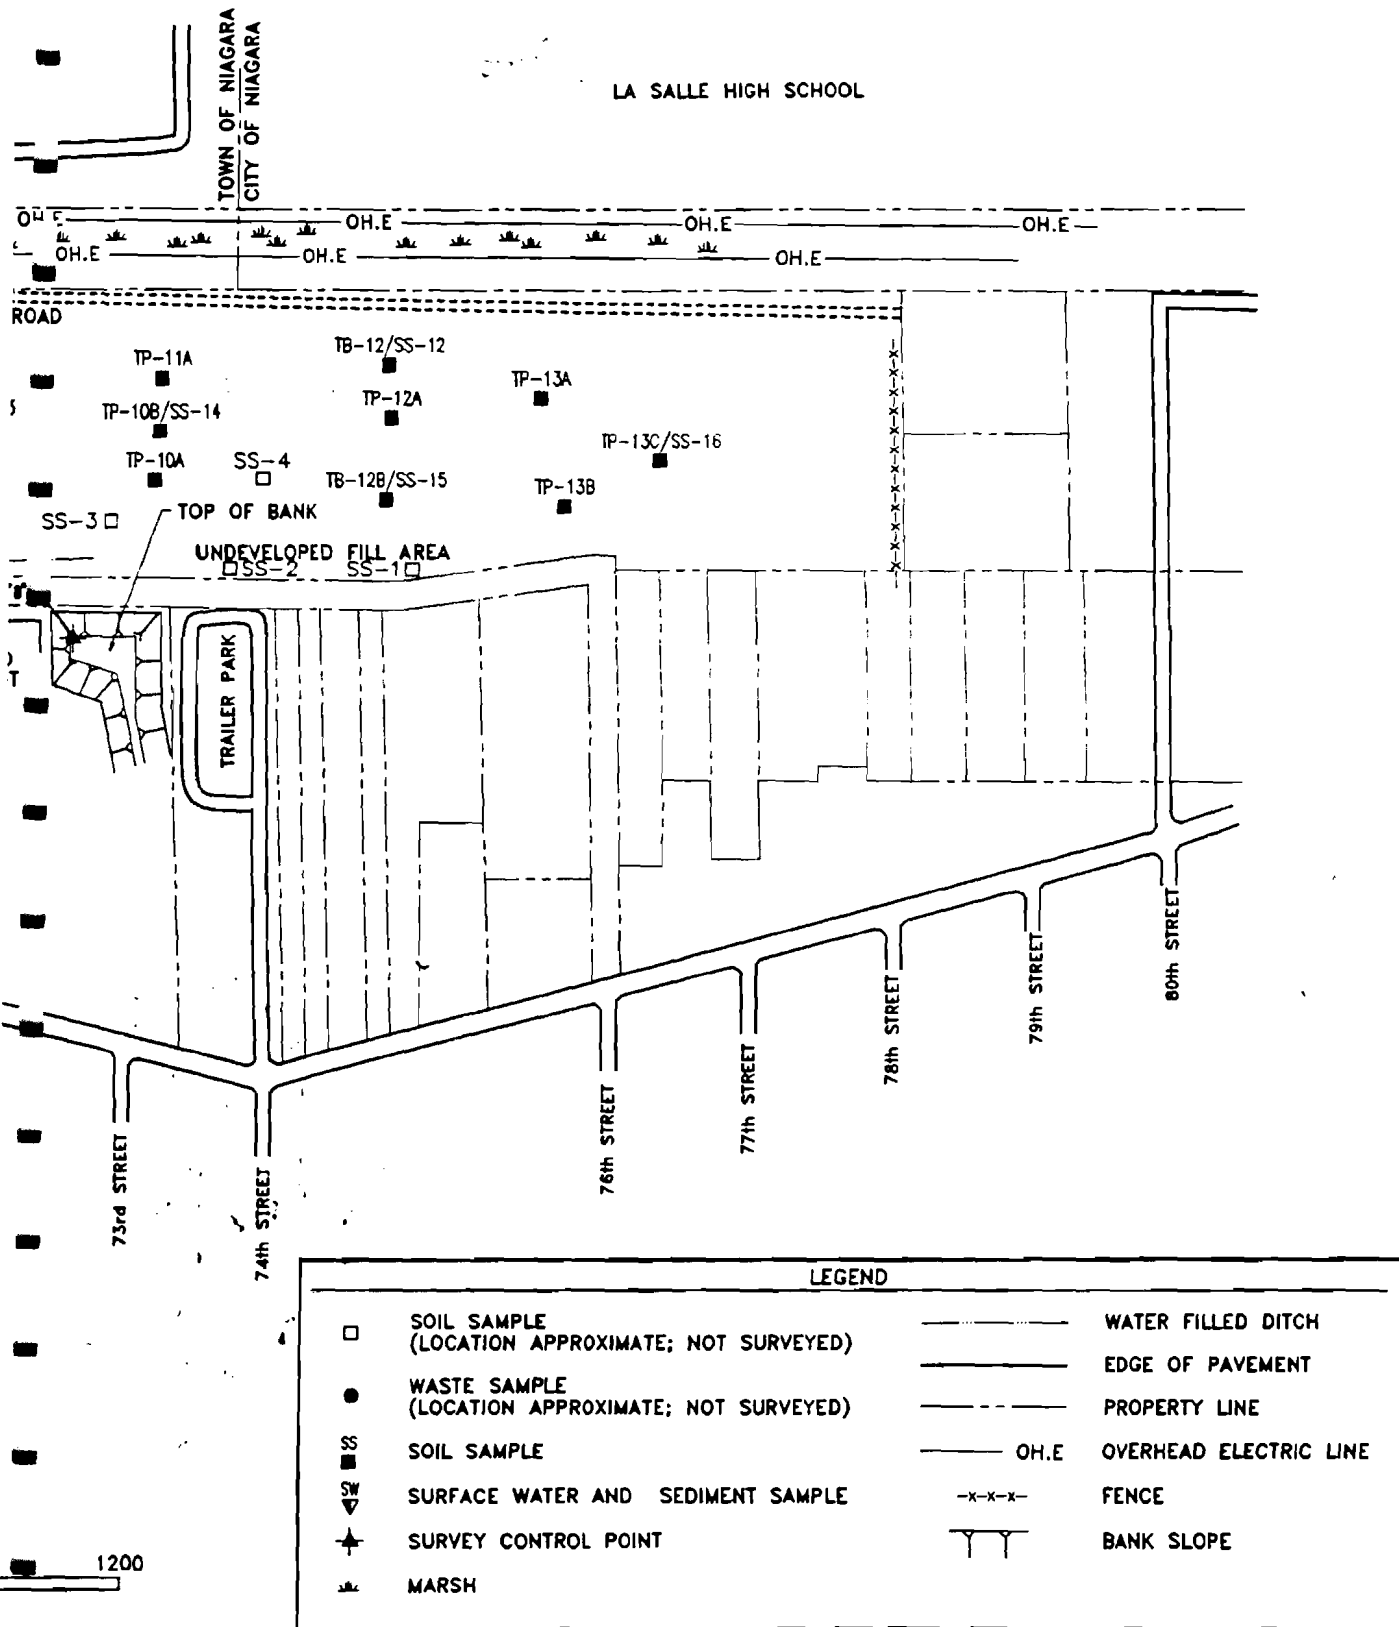 TOWN OF NIAGARA
CITY OF NIAGARA
LA SALLE HIGH SCHOOL
OH.E
OH.E
OH.E
OH.E
OH.E
OH.E
OH.E
ROAD
TP-11A
TB-12/SS-12
TP-13A
TP-10B/SS-14
TP-12A
TP-13C/SS-16
TP-10A
SS-4
TB-12B/SS-15
TP-13B
SS-3
TOP OF BANK
UNDEVELOPED FILL AREA
SS-2
SS-1
TRAILER PARK
73rd STREET
74th STREET
76th STREET
77th STREET
78th STREET
79th STREET
80th STREET
1200
LEGEND
SOIL SAMPLE
(LOCATION APPROXIMATE; NOT SURVEYED)
WASTE SAMPLE
(LOCATION APPROXIMATE; NOT SURVEYED)
SS
SOIL SAMPLE
SW
SURFACE WATER AND SEDIMENT SAMPLE
SURVEY CONTROL POINT
MARSH
WATER FILLED DITCH
EDGE OF PAVEMENT
PROPERTY LINE
OH.E OVERHEAD ELECTRIC LINE
-x-x-x- FENCE
BANK SLOPE